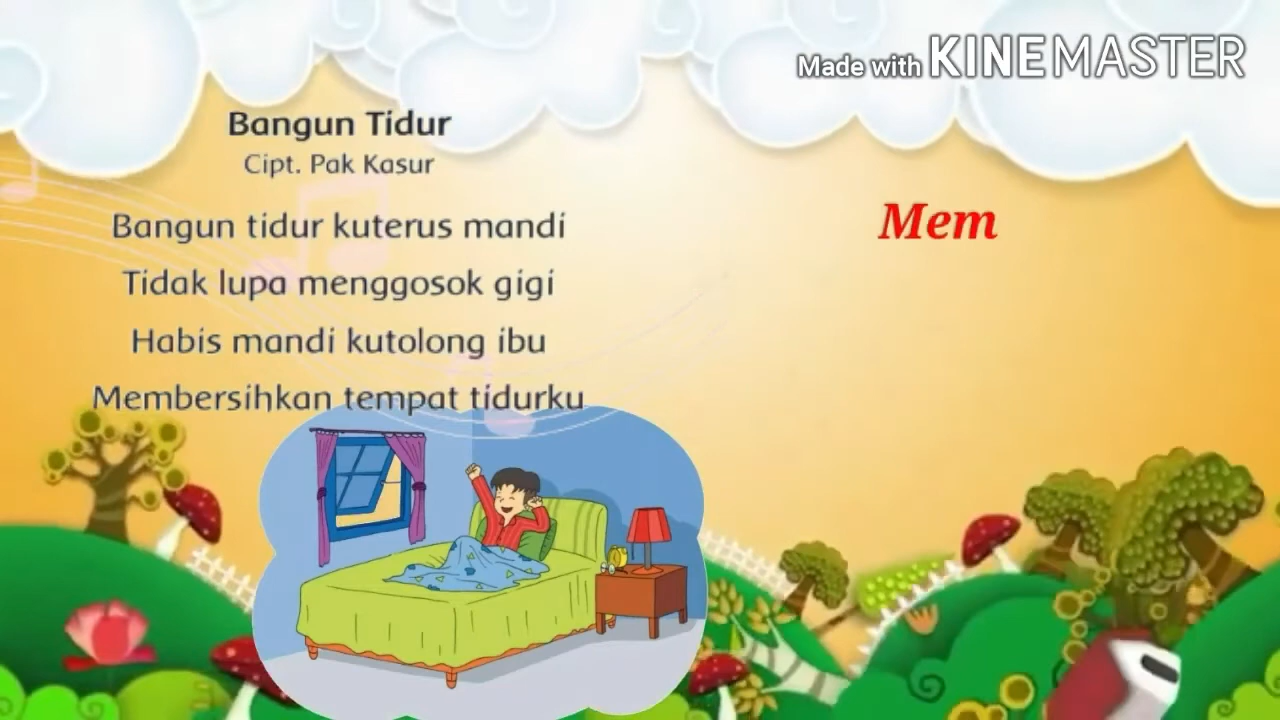 Made with KINEMASTER
Bangun Tidur
Cipt. Pak Kasur
Bangun tidur kuterus mandi
Tidak lupa menggosok gigi
Habis mandi kutolong ibu
Membersihkan tempat tidurku
Mem